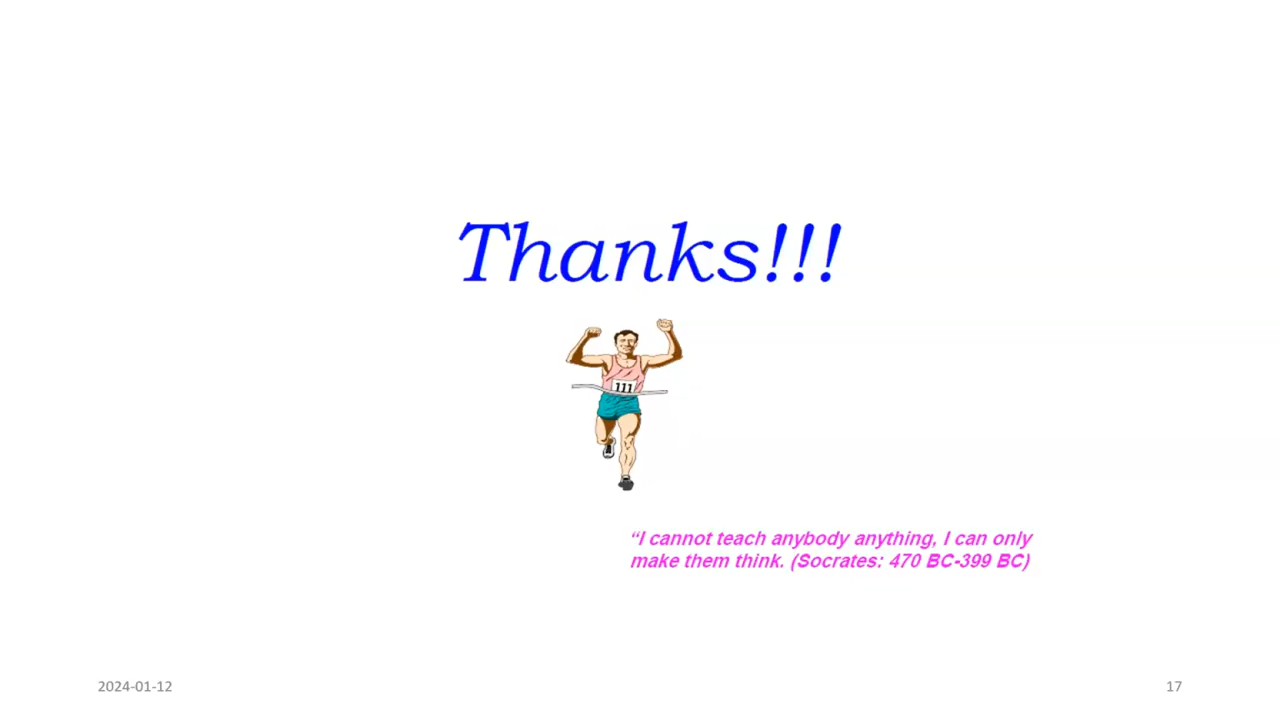 Thanks!!!
111
“I cannot teach anybody anything, I can only
make them think. (Socrates: 470 BC-399 BC)
2024-01-12
17